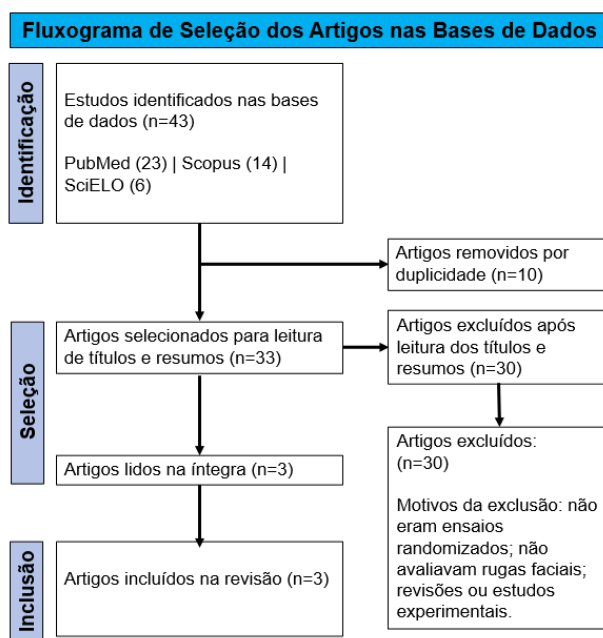 Fluxograma de Seleção dos Artigos nas Bases de Dados
Identificação
Estudos identificados nas bases
de dados (n=43)
PubMed (23) | Scopus (14) |
SciELO (6)
Artigos removidos por
duplicidade (n=10)
Seleção
Artigos selecionados para leitura
de títulos e resumos (n=33)
Artigos excluídos após
leitura dos títulos e
resumos (n=30)
Artigos lidos na íntegra (n=3)
Artigos excluídos:
(n=30)
Motivos da exclusão: não
eram ensaios
randomizados; não
avaliavam rugas faciais;
revisões ou estudos
experimentais.
Inclusão
Artigos incluídos na revisão (n=3)